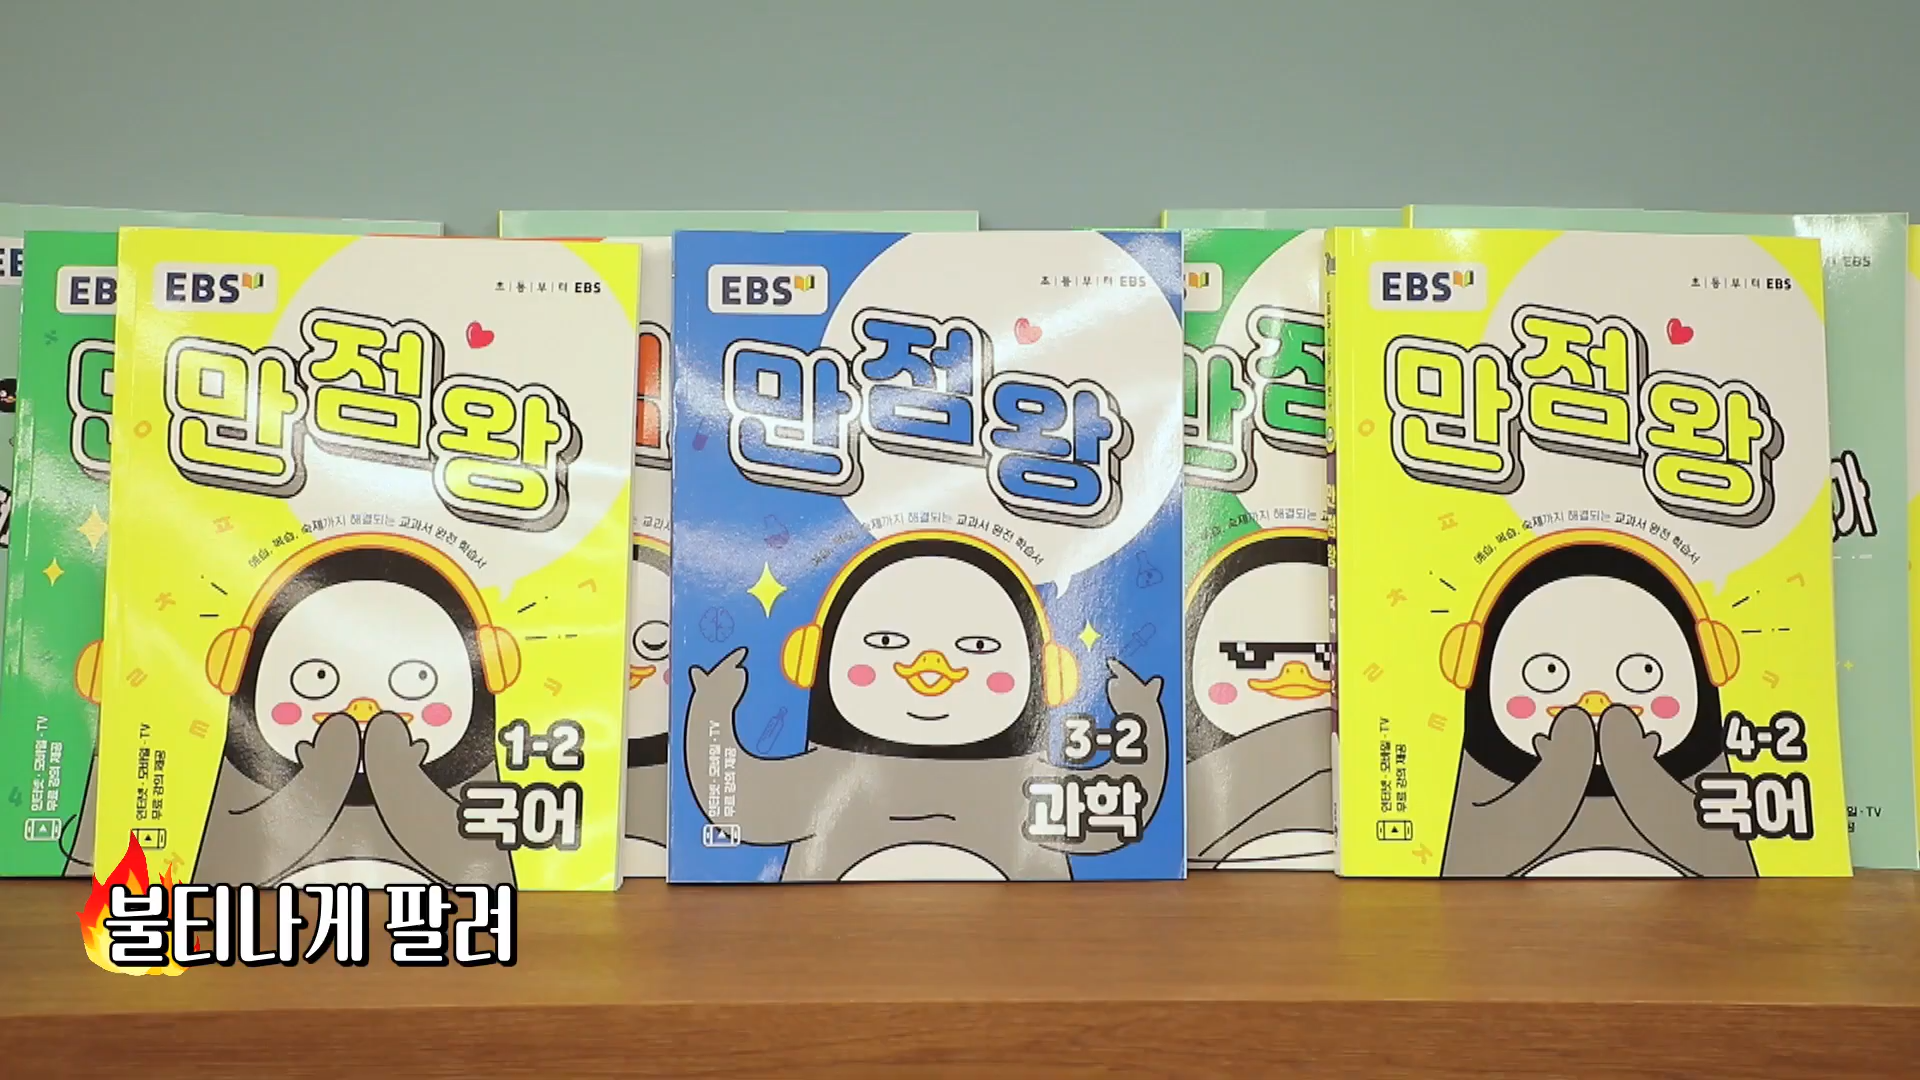 EBS
초등부터 EBS
만점왕
예습, 복습, 숙제까지 해결되는 교과서 완전 학습서
인터넷·모바일·TV
무료 강의 제공
1-2
국어
EBS
초등부터 EBS
만점왕
숙제까지 해결되는 교과서 완전 학습서
인터넷·모바일·TV
무료 강의 제공
3-2
과학
EBS
초등부터 EBS
만점왕
예습, 복습, 숙제까지 해결되는 교과서 완전 학습서
인터넷·모바일·TV
무료 강의 제공
4-2
국어
불티나게 팔려